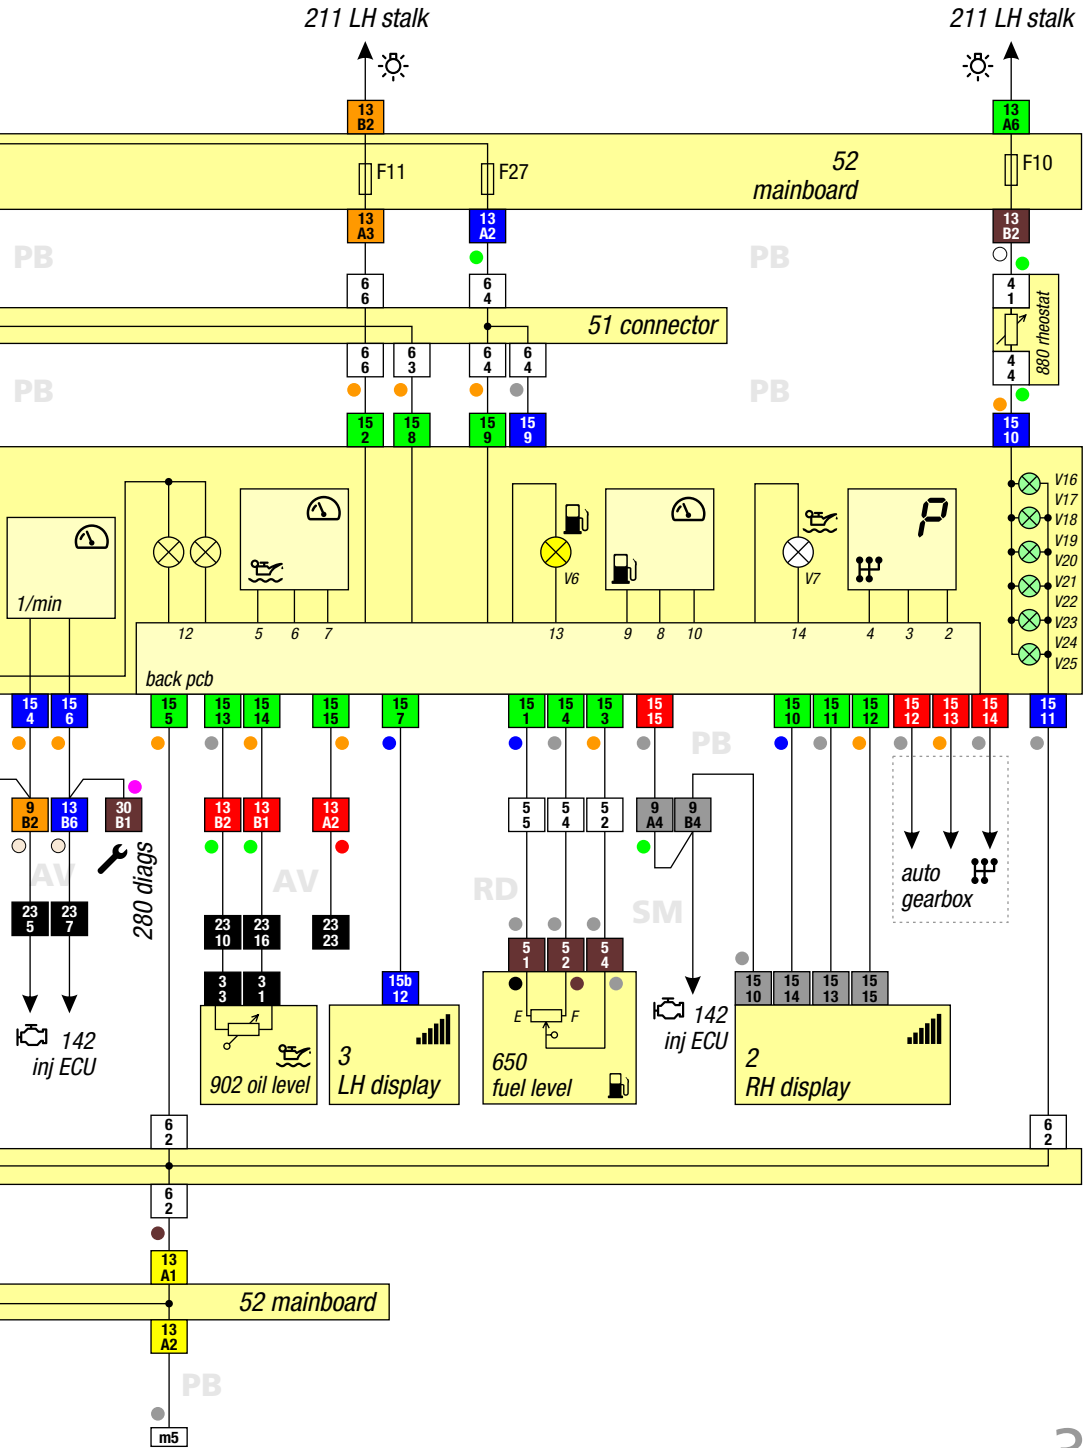 211 LH stalk
211 LH stalk
13
B2
13
A6
F11
F27
52
mainboard
F10
13
A3
13
A2
13
B2
PB
PB
6
6
6
4
4
1
51 connector
880 rheostat
6
6
6
3
6
4
6
4
4
4
PB
PB
15
2
15
8
15
9
15
9
15
10
V16
V17
V18
V19
V20
V21
V22
V23
V24
V25
P
1/min
V6
V7
12
5
6
7
13
9
8
10
14
4
3
2
back pcb
15
4
15
6
15
5
15
13
15
14
15
15
15
7
15
1
15
4
15
3
15
15
15
10
15
11
15
12
15
12
15
13
15
14
15
11
PB
9
B2
13
B6
30
B1
13
B2
13
B1
13
A2
5
5
5
4
5
2
9
A4
9
B4
280 diags
AV
AV
RD
SM
auto
gearbox
23
5
23
7
23
10
23
16
23
23
5
1
5
2
5
4
3
3
3
1
15b
12
15
10
15
14
15
13
15
15
E
F
142
inj ECU
902 oil level
3
LH display
650
fuel level
142
inj ECU
2
RH display
6
2
6
2
6
2
13
A1
52 mainboard
13
A2
PB
m5
3